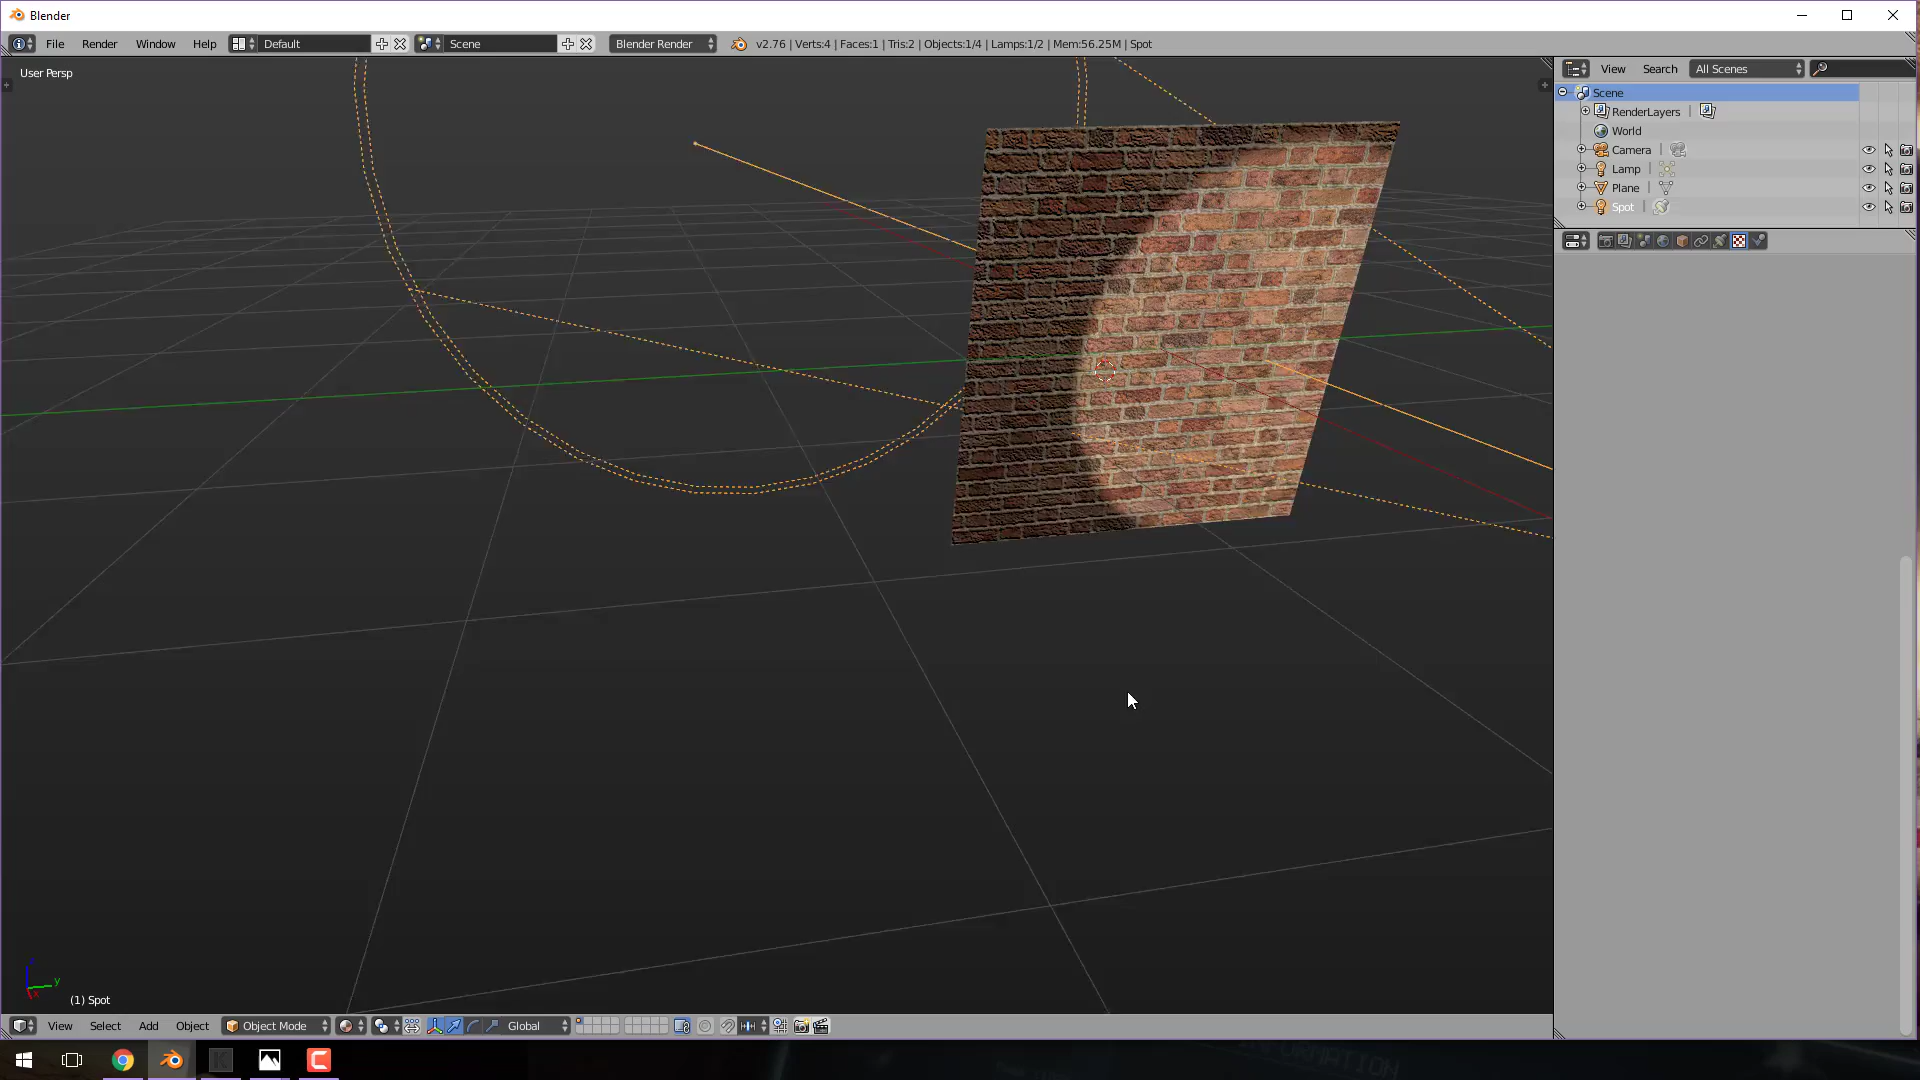 Blender
File Render Window Help Default Scene Blender Render v2.76 | Verts:4 | Faces:1 | Tris:2 | Objects:1/4 | Lamps:1/2 | Mem:56.25M | Spot
User Persp
View Search All Scenes
Scene
RenderLayers |
World
Camera |
Lamp |
Plane |
Spot |
y
x
(1) Spot
View Select Add Object Object Mode Global